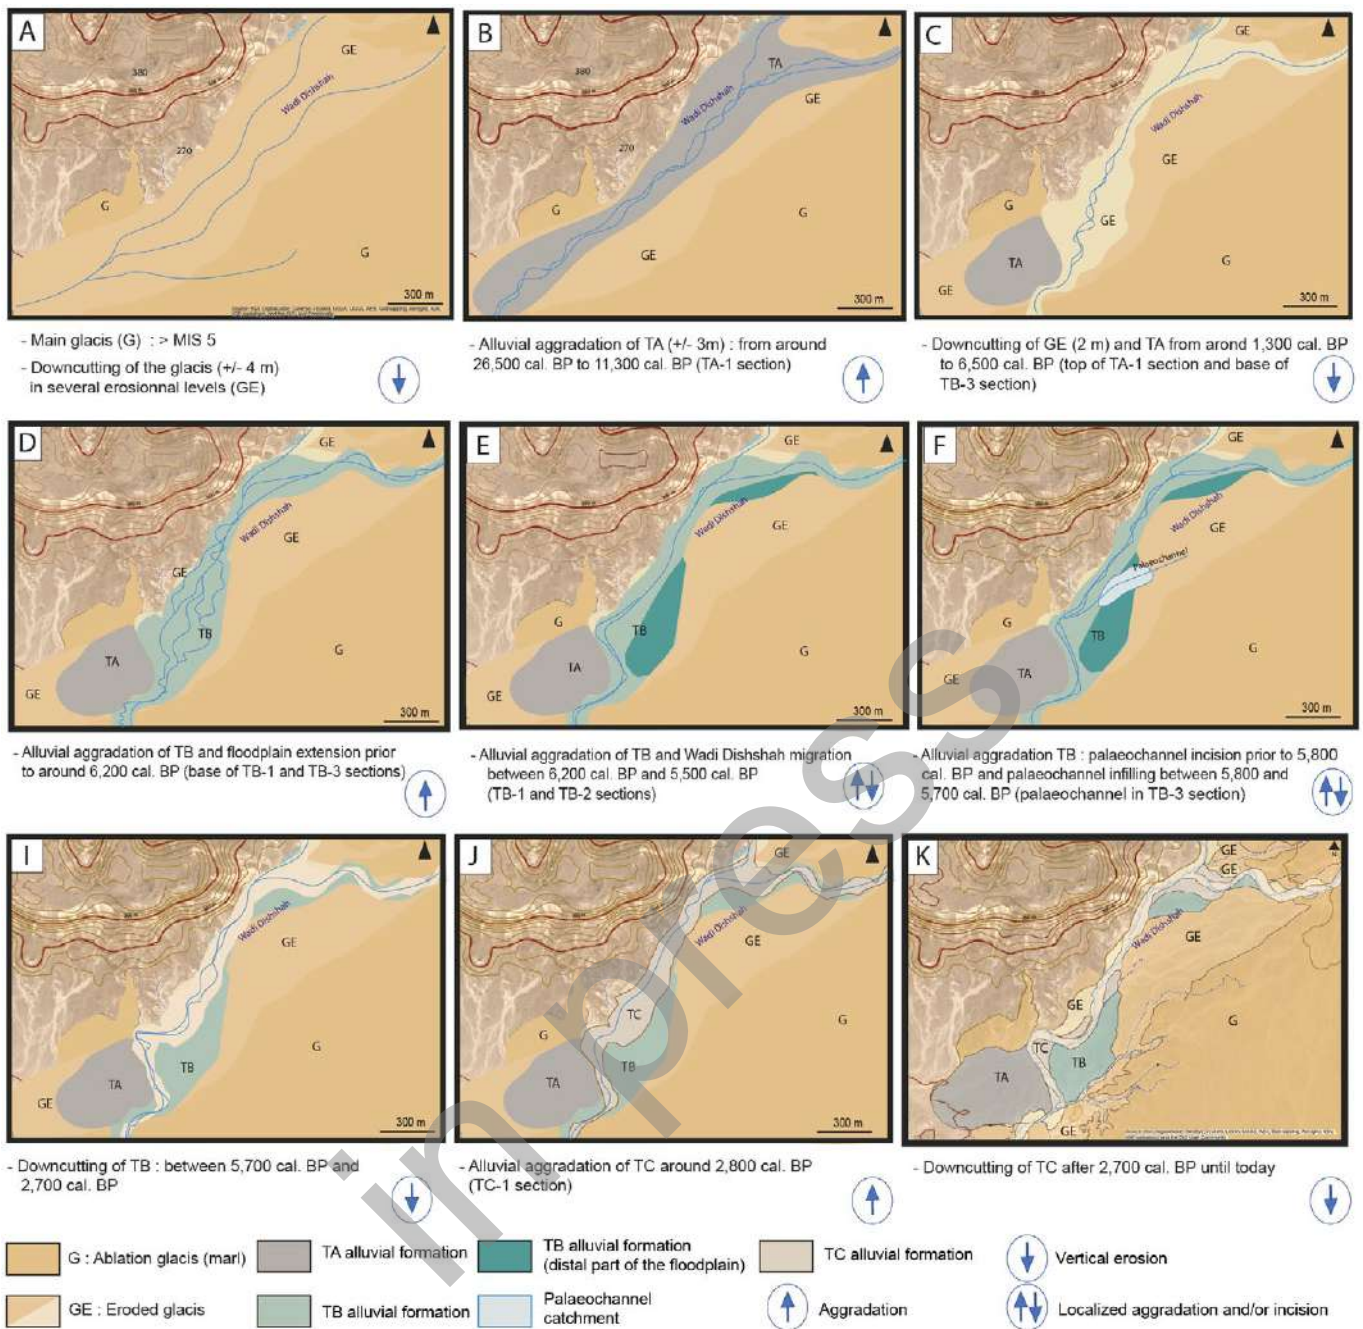 A
GE
Wadi Dishshah
380
270
G
G
300 m
B
TA
GE
380
Wadi Dishshah
270
G
G
GE
300 m
C
GE
Wadi Dishshah
GE
G
GE
G
TA
GE
300 m
- Main glacis (G) : > MIS 5
- Downcutting of the glacis (+/- 4 m)
in several erosionnal levels (GE)
- Alluvial aggradation of TA (+/- 3m) : from around
26,500 cal. BP to 11,300 cal. BP (TA-1 section)
- Downcutting of GE (2 m) and TA from arond 1,300 cal. BP
to 6,500 cal. BP (top of TA-1 section and base of
TB-3 section)
D
GE
Wadi Dishshah
GE
GE
TB
G
TA
GE
300 m
E
GE
Wadi Dishshah
GE
G
TB
G
TA
GE
300 m
F
GE
Wadi Dishshah
GE
Palaeochannel
G
TB
G
TA
GE
300 m
- Alluvial aggradation of TB and floodplain extension prior
to around 6,200 cal. BP (base of TB-1 and TB-3 sections)
- Alluvial aggradation of TB and Wadi Dishshah migration
between 6,200 cal. BP and 5,500 cal. BP
(TB-1 and TB-2 sections)
- Alluvial aggradation TB : palaeochannel incision prior to 5,800
cal. BP and palaeochannel infilling between 5,800 and
5,700 cal. BP (palaeochannel in TB-3 section)
I
Wadi Dishshah
GE
G
TB
TA
GE
300 m
J
GE
Wadi Dishshah
GE
TC
G
G
TB
TA
GE
300 m
K
GE
GE
Wadi Dishshah
GE
GE
G
TC
TB
TA
GE
- Downcutting of TB : between 5,700 cal. BP and
2,700 cal. BP
- Alluvial aggradation of TC around 2,800 cal. BP
(TC-1 section)
- Downcutting of TC after 2,700 cal. BP until today
G : Ablation glacis (marl)
TA alluvial formation
TB alluvial formation
(distal part of the floodplain)
TC alluvial formation
Vertical erosion
GE : Eroded glacis
TB alluvial formation
Palaeochannel
catchment
Aggradation
Localized aggradation and/or incision
in press